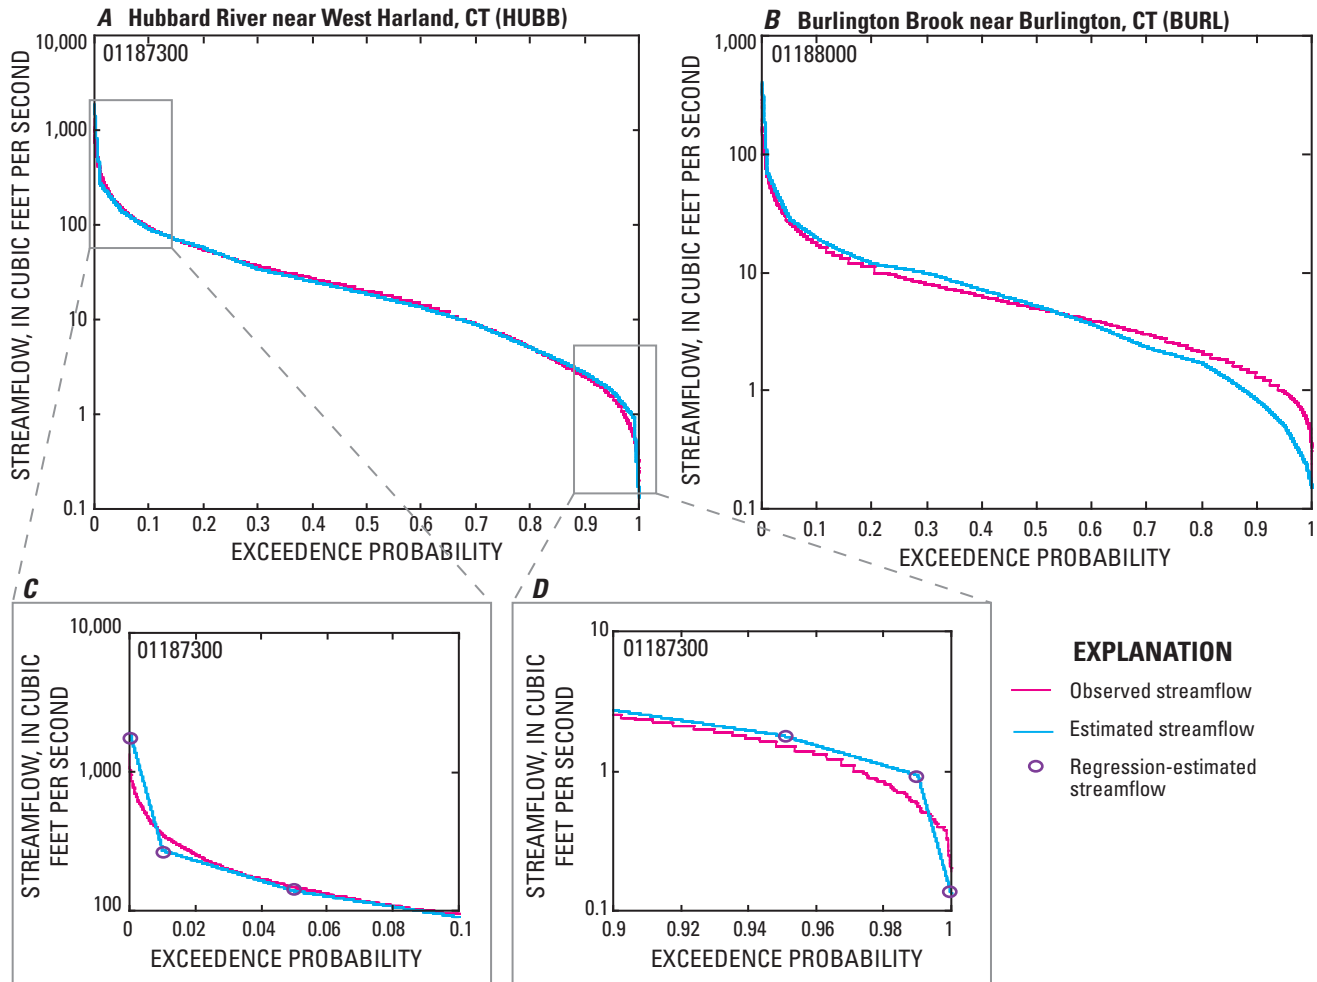 A Hubbard River near West Harland, CT (HUBB)
10,000
1,000
100
10
1
0.1
01187300
STREAMFLOW, IN CUBIC FEET PER SECOND
0 0.1 0.2 0.3 0.4 0.5 0.6 0.7 0.8 0.9 1
EXCEEDENCE PROBABILITY
B Burlington Brook near Burlington, CT (BURL)
1,000
100
10
1
0.1
01188000
STREAMFLOW, IN CUBIC FEET PER SECOND
0 0.1 0.2 0.3 0.4 0.5 0.6 0.7 0.8 0.9 1
EXCEEDENCE PROBABILITY
C
10,000
1,000
100
01187300
STREAMFLOW, IN CUBIC
FEET PER SECOND
0 0.02 0.04 0.06 0.08 0.1
EXCEEDENCE PROBABILITY
D
10
1
0.1
01187300
STREAMFLOW, IN CUBIC
FEET PER SECOND
0.9 0.92 0.94 0.96 0.98 1
EXCEEDENCE PROBABILITY
EXPLANATION
Observed streamflow
Estimated streamflow
Regression-estimated
streamflow